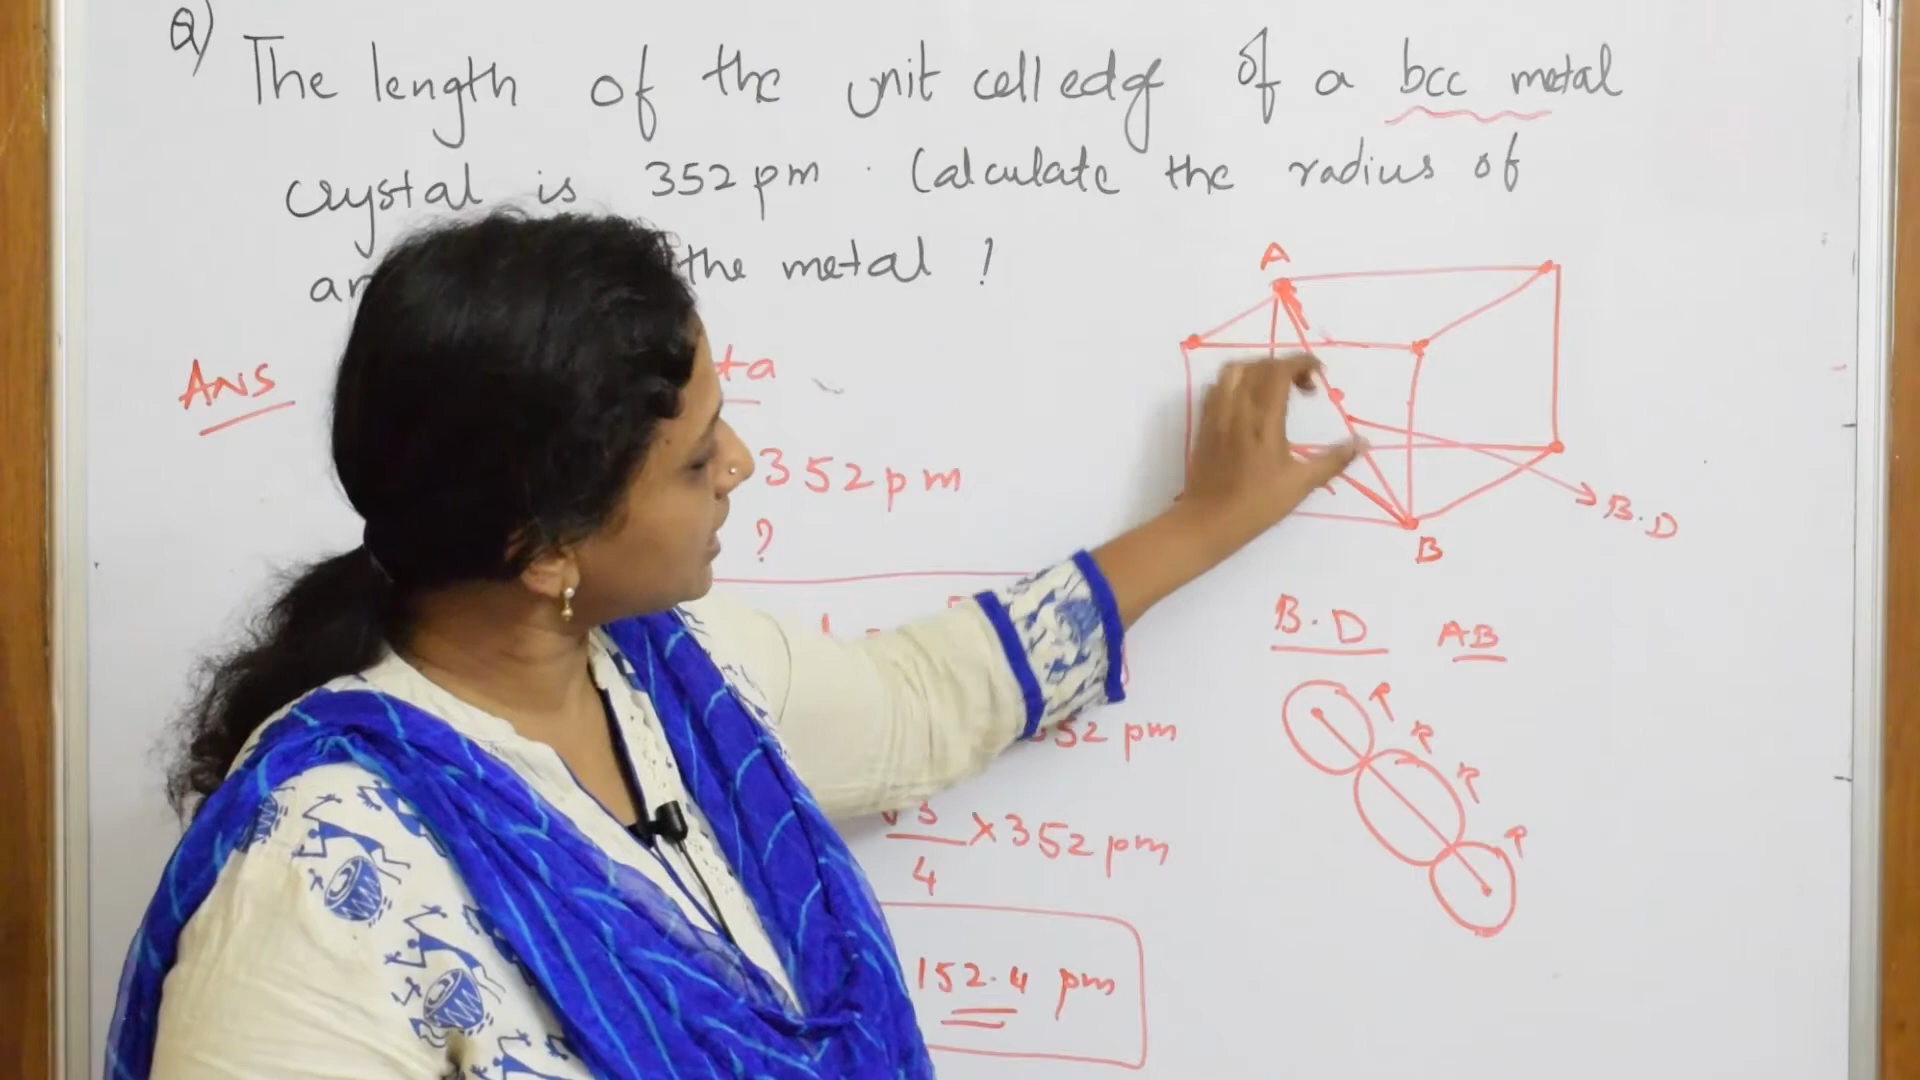 Q) The length of the unit cell edge of a bcc metal
crystal is 352 pm . Calculate the radius of
the metal ?
A
Ans
352 pm
?
B.D
B
B.D AB
R
R
R
R
52 pm
√3/4 × 352 pm
152.4 pm